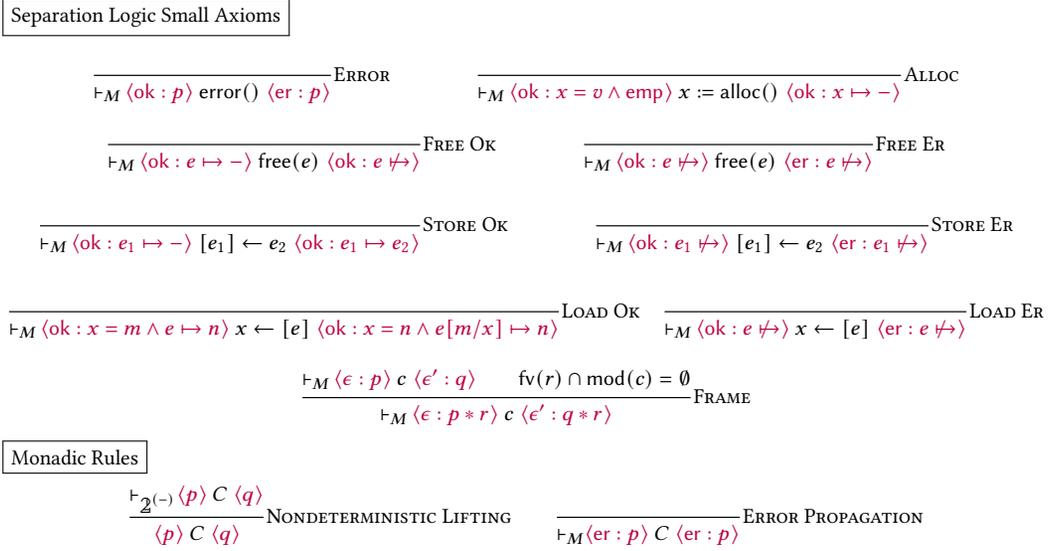 Separation Logic Small Axioms
Error
⊢M ⟨ok : p⟩ error() ⟨er : p⟩
Alloc
⊢M ⟨ok : x = v ∧ emp⟩ x := alloc() ⟨ok : x ↦ −⟩
Free Ok
⊢M ⟨ok : e ↦ −⟩ free(e) ⟨ok : e ↦̸⟩
Free Er
⊢M ⟨ok : e ↦̸⟩ free(e) ⟨er : e ↦̸⟩
Store Ok
⊢M ⟨ok : e₁ ↦ −⟩ [e₁] ← e₂ ⟨ok : e₁ ↦ e₂⟩
Store Er
⊢M ⟨ok : e₁ ↦̸⟩ [e₁] ← e₂ ⟨er : e₁ ↦̸⟩
Load Ok
⊢M ⟨ok : x = m ∧ e ↦ n⟩ x ← [e] ⟨ok : x = n ∧ e[m/x] ↦ n⟩
Load Er
⊢M ⟨ok : e ↦̸⟩ x ← [e] ⟨er : e ↦̸⟩
⊢M ⟨ϵ : p⟩ c ⟨ϵ′ : q⟩ fv(r) ∩ mod(c) = ∅
Frame
⊢M ⟨ϵ : p ∗ r⟩ c ⟨ϵ′ : q ∗ r⟩
Monadic Rules
⊢2(−) ⟨p⟩ C ⟨q⟩
Nondeterministic Lifting
⟨p⟩ C ⟨q⟩
Error Propagation
⊢M⟨er : p⟩ C ⟨er : p⟩